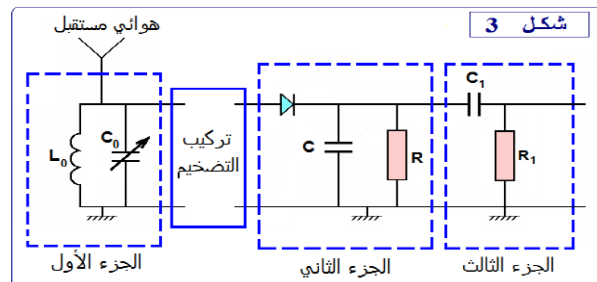 شكل 3
هوائي مستقبل
C₁
C₀
L₀
تركيب
التضخيم
C
R
R₁
الجزء الأول
الجزء الثاني
الجزء الثالث